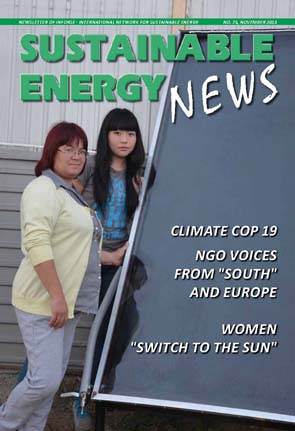 NEWSLETTER OF INFORSE - INTERNATIONAL NETWORK FOR SUSTAINABLE ENERGY NO. 75, NOVEMBER 2013
SUSTAINABLE
ENERGY
NEWS
CLIMATE COP 19
NGO VOICES
FROM "SOUTH"
AND EUROPE
WOMEN
"SWITCH TO THE SUN"